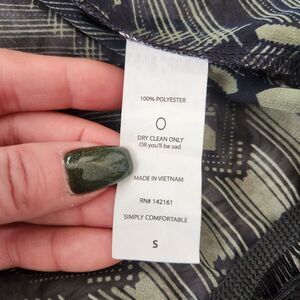 100% POLYESTER
DRY CLEAN ONLY
OR you'll be sad
MADE IN VIETNAM
RN# 142161
SIMPLY COMFORTABLE
S